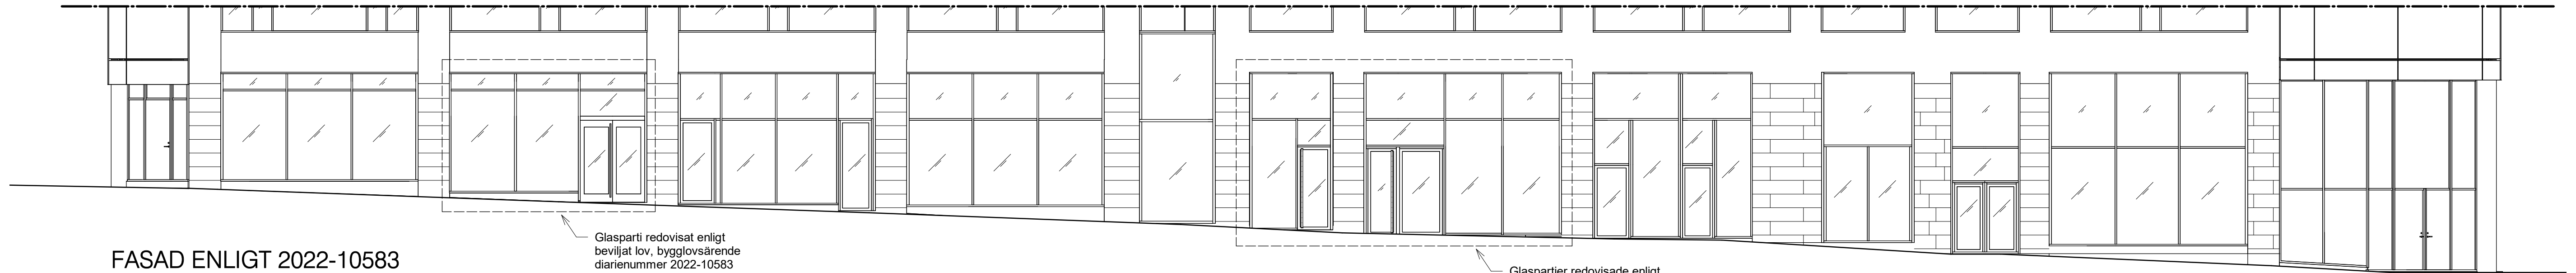 Glasparti redovisat enligt
beviljat lov, bygglovsärende
diarienummer 2022-10583
FASAD ENLIGT 2022-10583
Glaspartier redovisade enligt